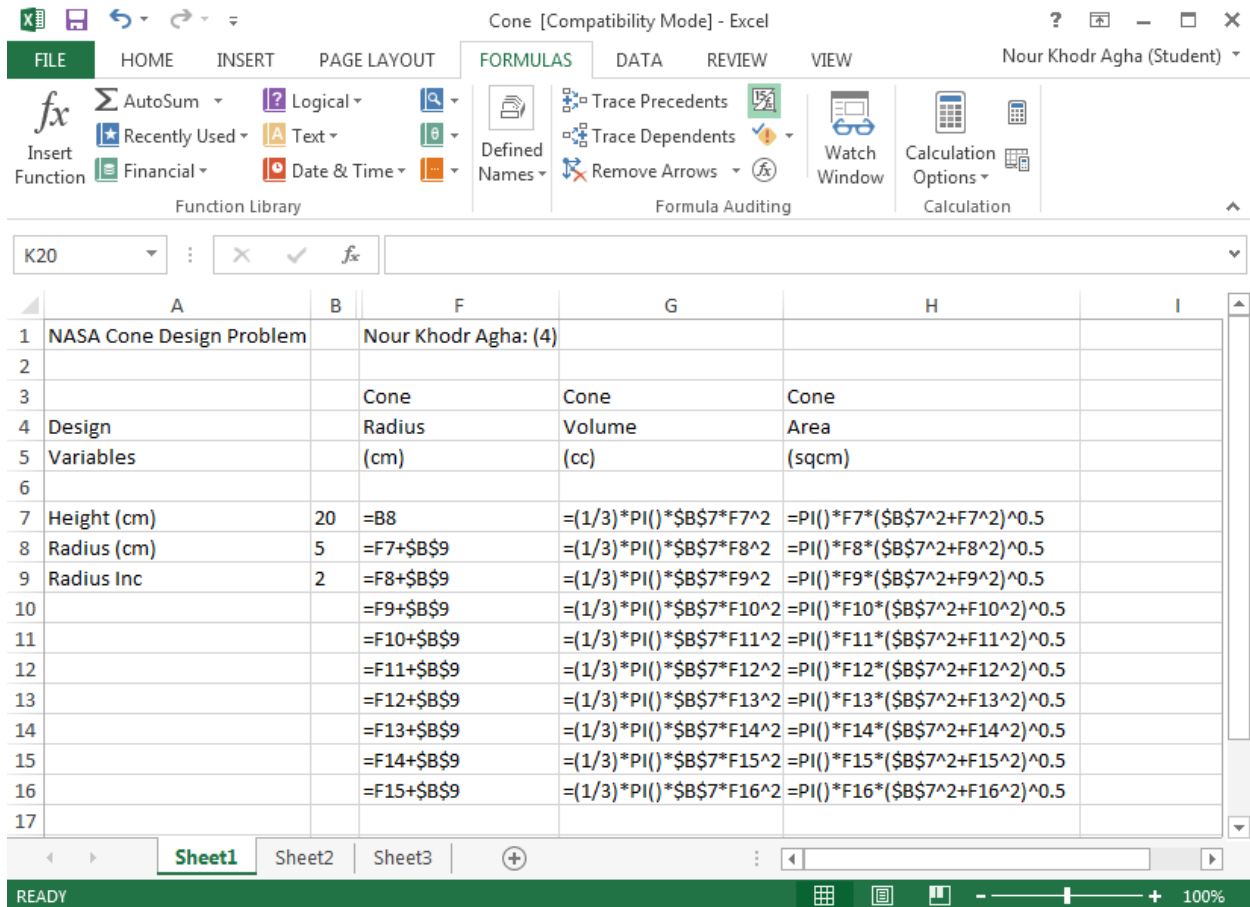 Cone [Compatibility Mode] - Excel
?
FILE HOME INSERT PAGE LAYOUT FORMULAS DATA REVIEW VIEW Nour Khodr Agha (Student)
fx Insert Function
Σ AutoSum
Recently Used
Financial
? Logical
A Text
Date & Time
θ
Function Library
Defined Names
Trace Precedents
Trace Dependents
Remove Arrows
fx
Formula Auditing
Watch Window
Calculation Options
Calculation
K20 fx
A B F G H I
1 NASA Cone Design Problem Nour Khodr Agha: (4)
2
3 Cone Cone Cone
4 Design Radius Volume Area
5 Variables (cm) (cc) (sqcm)
6
7 Height (cm) 20 =B8 =(1/3)*PI()*$B$7*F7^2 =PI()*F7*($B$7^2+F7^2)^0.5
8 Radius (cm) 5 =F7+$B$9 =(1/3)*PI()*$B$7*F8^2 =PI()*F8*($B$7^2+F8^2)^0.5
9 Radius Inc 2 =F8+$B$9 =(1/3)*PI()*$B$7*F9^2 =PI()*F9*($B$7^2+F9^2)^0.5
10 =F9+$B$9 =(1/3)*PI()*$B$7*F10^2 =PI()*F10*($B$7^2+F10^2)^0.5
11 =F10+$B$9 =(1/3)*PI()*$B$7*F11^2 =PI()*F11*($B$7^2+F11^2)^0.5
12 =F11+$B$9 =(1/3)*PI()*$B$7*F12^2 =PI()*F12*($B$7^2+F12^2)^0.5
13 =F12+$B$9 =(1/3)*PI()*$B$7*F13^2 =PI()*F13*($B$7^2+F13^2)^0.5
14 =F13+$B$9 =(1/3)*PI()*$B$7*F14^2 =PI()*F14*($B$7^2+F14^2)^0.5
15 =F14+$B$9 =(1/3)*PI()*$B$7*F15^2 =PI()*F15*($B$7^2+F15^2)^0.5
16 =F15+$B$9 =(1/3)*PI()*$B$7*F16^2 =PI()*F16*($B$7^2+F16^2)^0.5
17
Sheet1 Sheet2 Sheet3
READY 100%